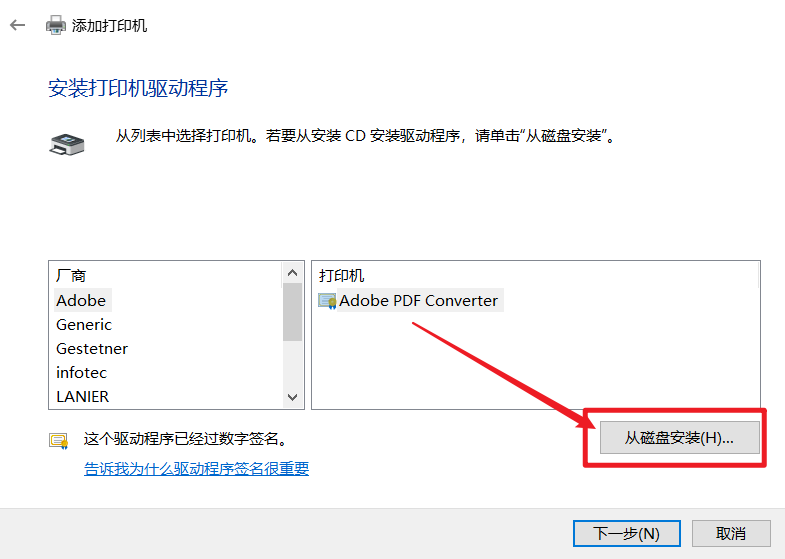 添加打印机
安装打印机驱动程序
从列表中选择打印机。若要从安装 CD 安装驱动程序，请单击“从磁盘安装”。
厂商
Adobe
Generic
Gestetner
infotec
LANIER
打印机
Adobe PDF Converter
这个驱动程序已经过数字签名。
告诉我为什么驱动程序签名很重要
从磁盘安装(H)...
下一步(N)
取消